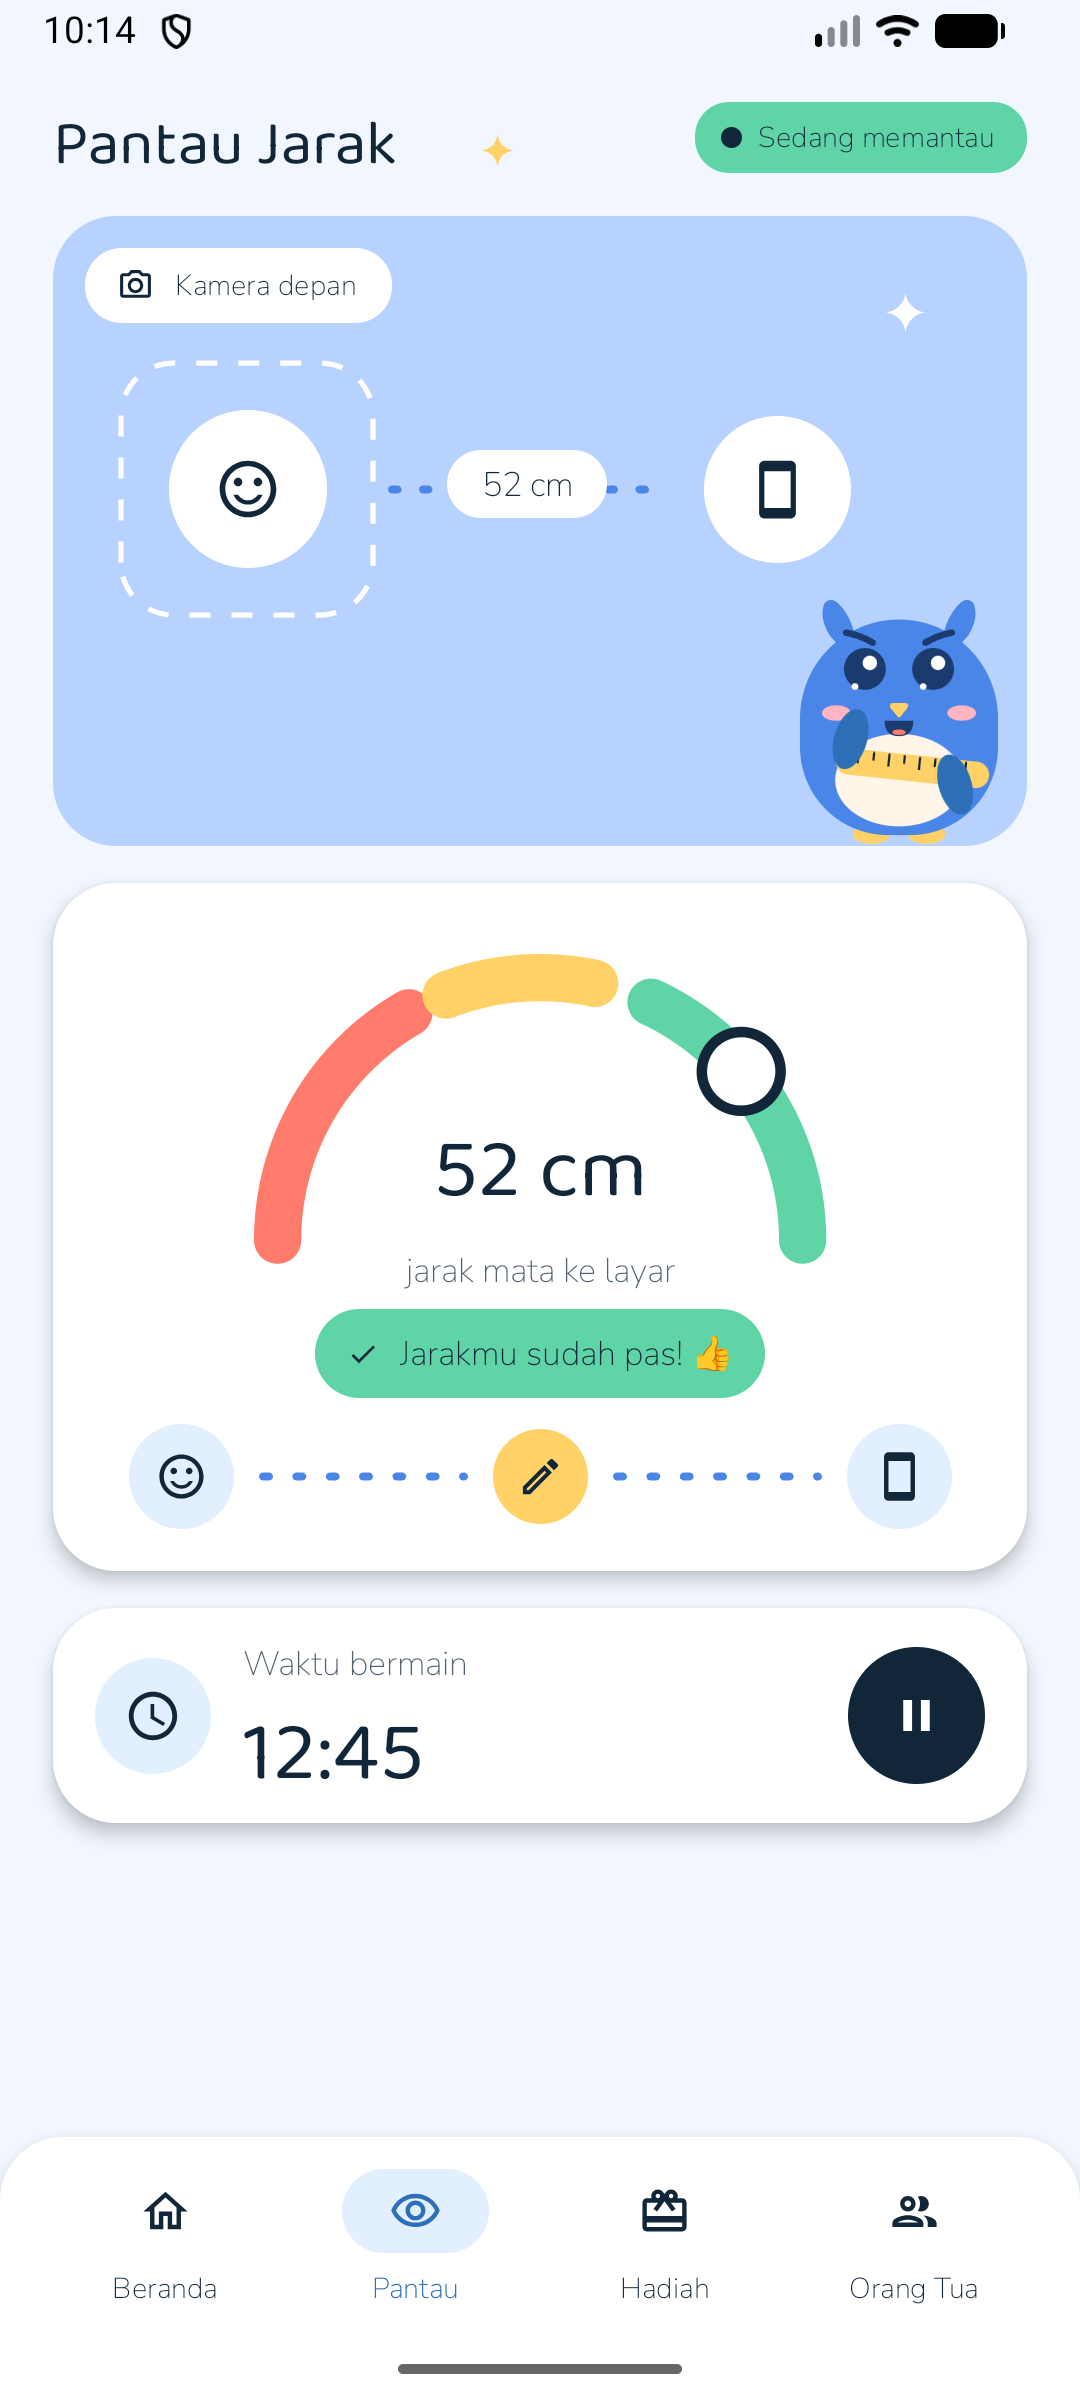 10:14
Pantau Jarak
Sedang memantau
Kamera depan
52 cm
52 cm
jarak mata ke layar
Jarakmu sudah pas! 👍
Waktu bermain
12:45
Beranda
Pantau
Hadiah
Orang Tua